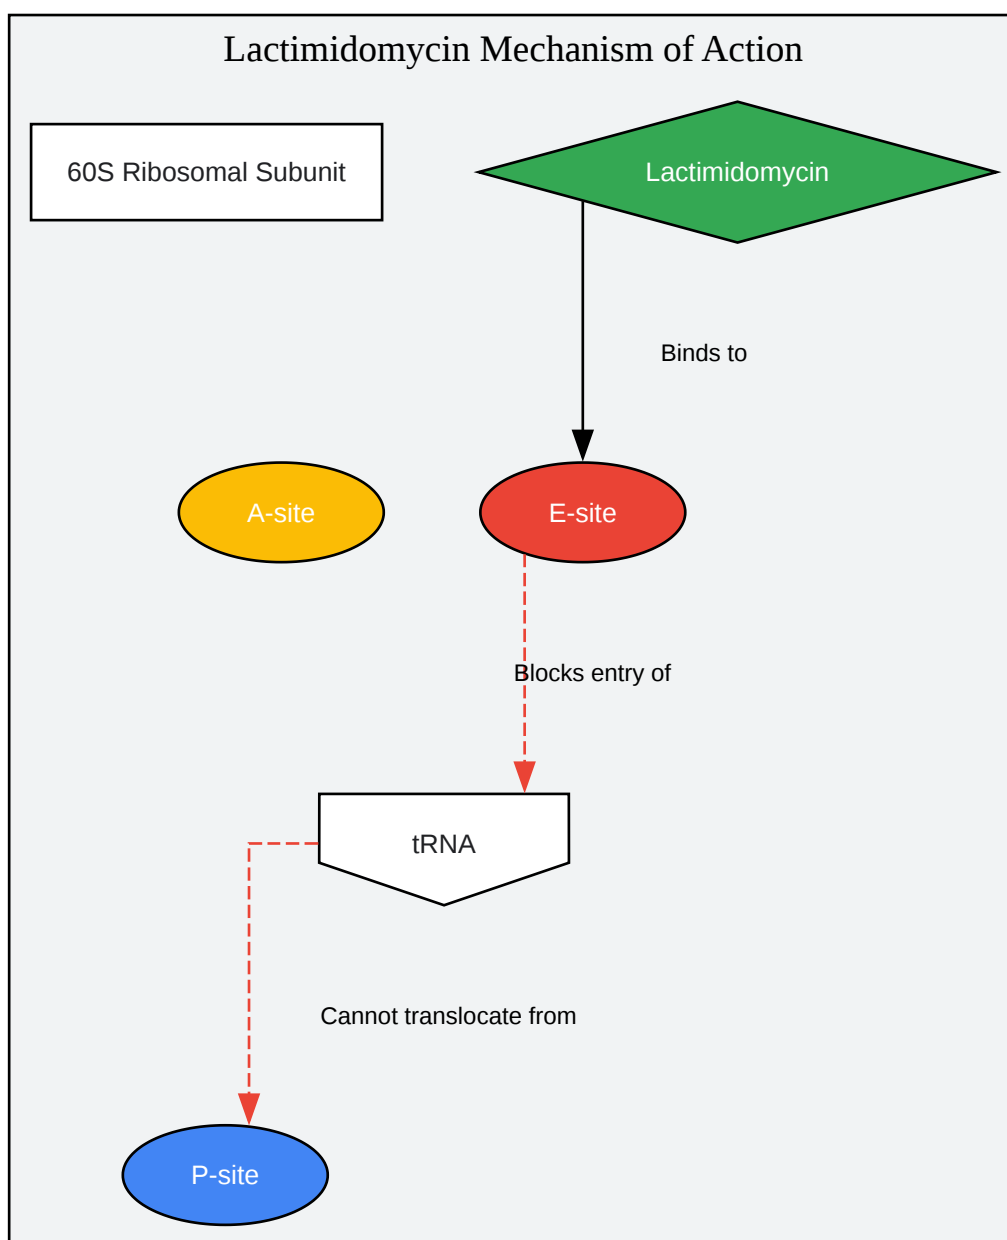 Lactimidomycin Mechanism of Action
60S Ribosomal Subunit
Lactimidomycin
Binds to
A-site
E-site
Blocks entry of
tRNA
Cannot translocate from
P-site